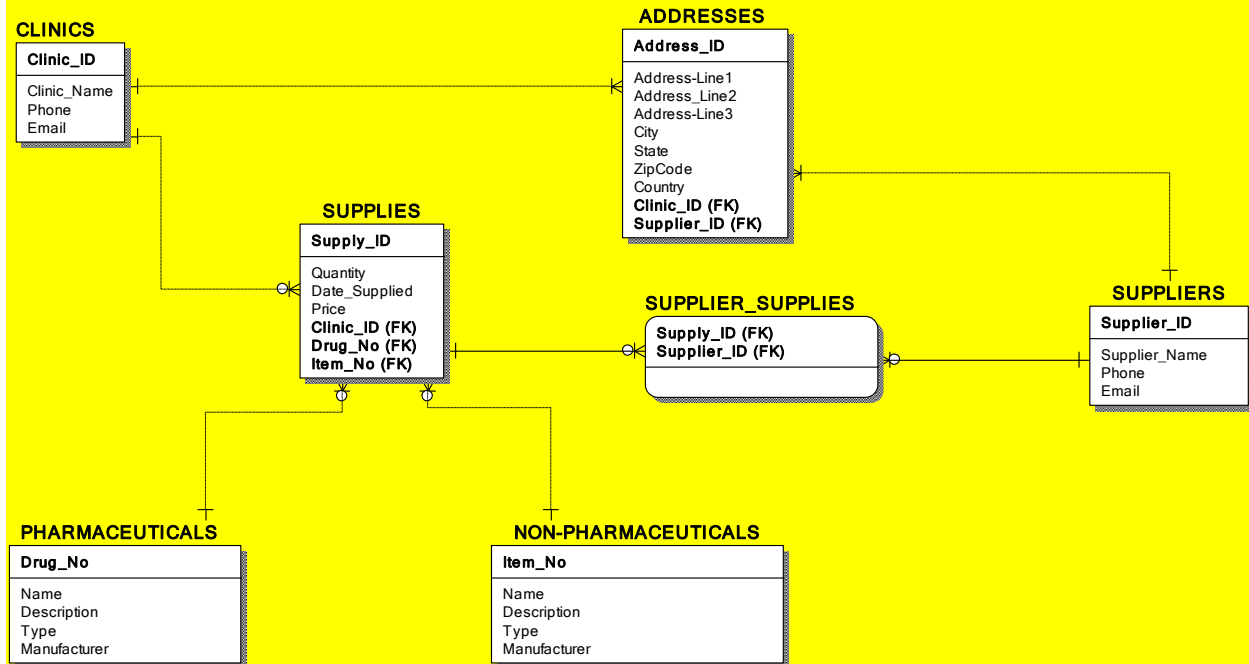 CLINICS
Clinic_ID
Clinic_Name
Phone
Email
ADDRESSES
Address_ID
Address-Line1
Address_Line2
Address-Line3
City
State
ZipCode
Country
Clinic_ID (FK)
Supplier_ID (FK)
SUPPLIES
Supply_ID
Quantity
Date_Supplied
Price
Clinic_ID (FK)
Drug_No (FK)
Item_No (FK)
SUPPLIER_SUPPLIES
Supply_ID (FK)
Supplier_ID (FK)
SUPPLIERS
Supplier_ID
Supplier_Name
Phone
Email
PHARMACEUTICALS
Drug_No
Name
Description
Type
Manufacturer
NON-PHARMACEUTICALS
Item_No
Name
Description
Type
Manufacturer